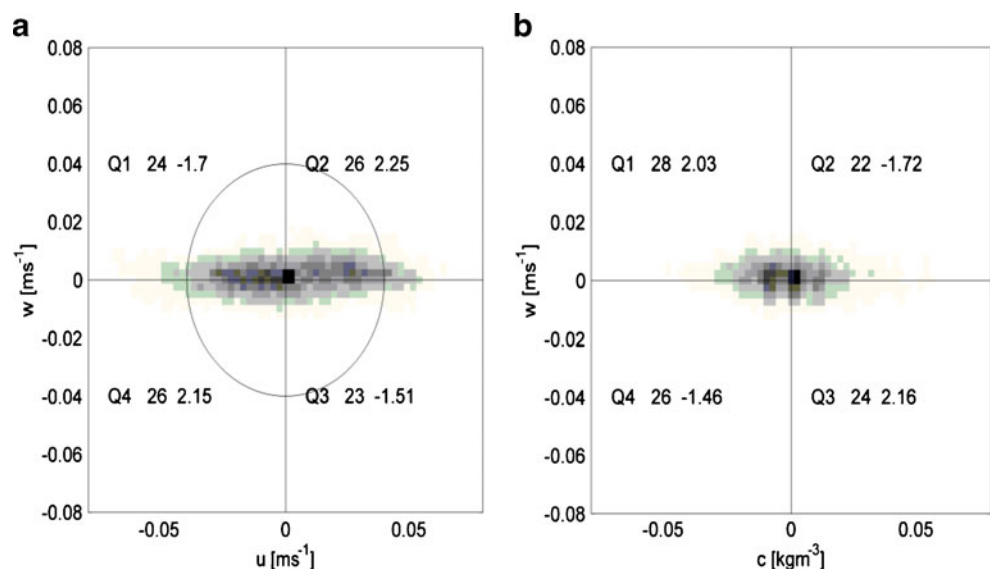 a
0.08
0.06
0.04
0.02
0
-0.02
-0.04
-0.06
-0.08
w [ms⁻¹]
Q1 24 -1.7
Q2 26 2.25
Q4 26 2.15
Q3 23 -1.51
-0.05 0 0.05
u [ms⁻¹]
b
0.08
0.06
0.04
0.02
0
-0.02
-0.04
-0.06
-0.08
w [ms⁻¹]
Q1 28 2.03
Q2 22 -1.72
Q4 26 -1.46
Q3 24 2.16
-0.05 0 0.05
c [kgm⁻³]